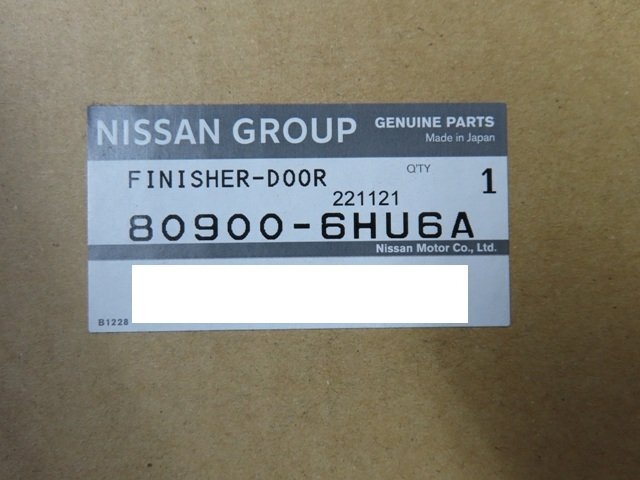 NISSAN GROUP GENUINE PARTS
Made in Japan
FINISHER-DOOR Q'TY 1
221121
80900-6HU6A
Nissan Motor Co., Ltd.
B1228